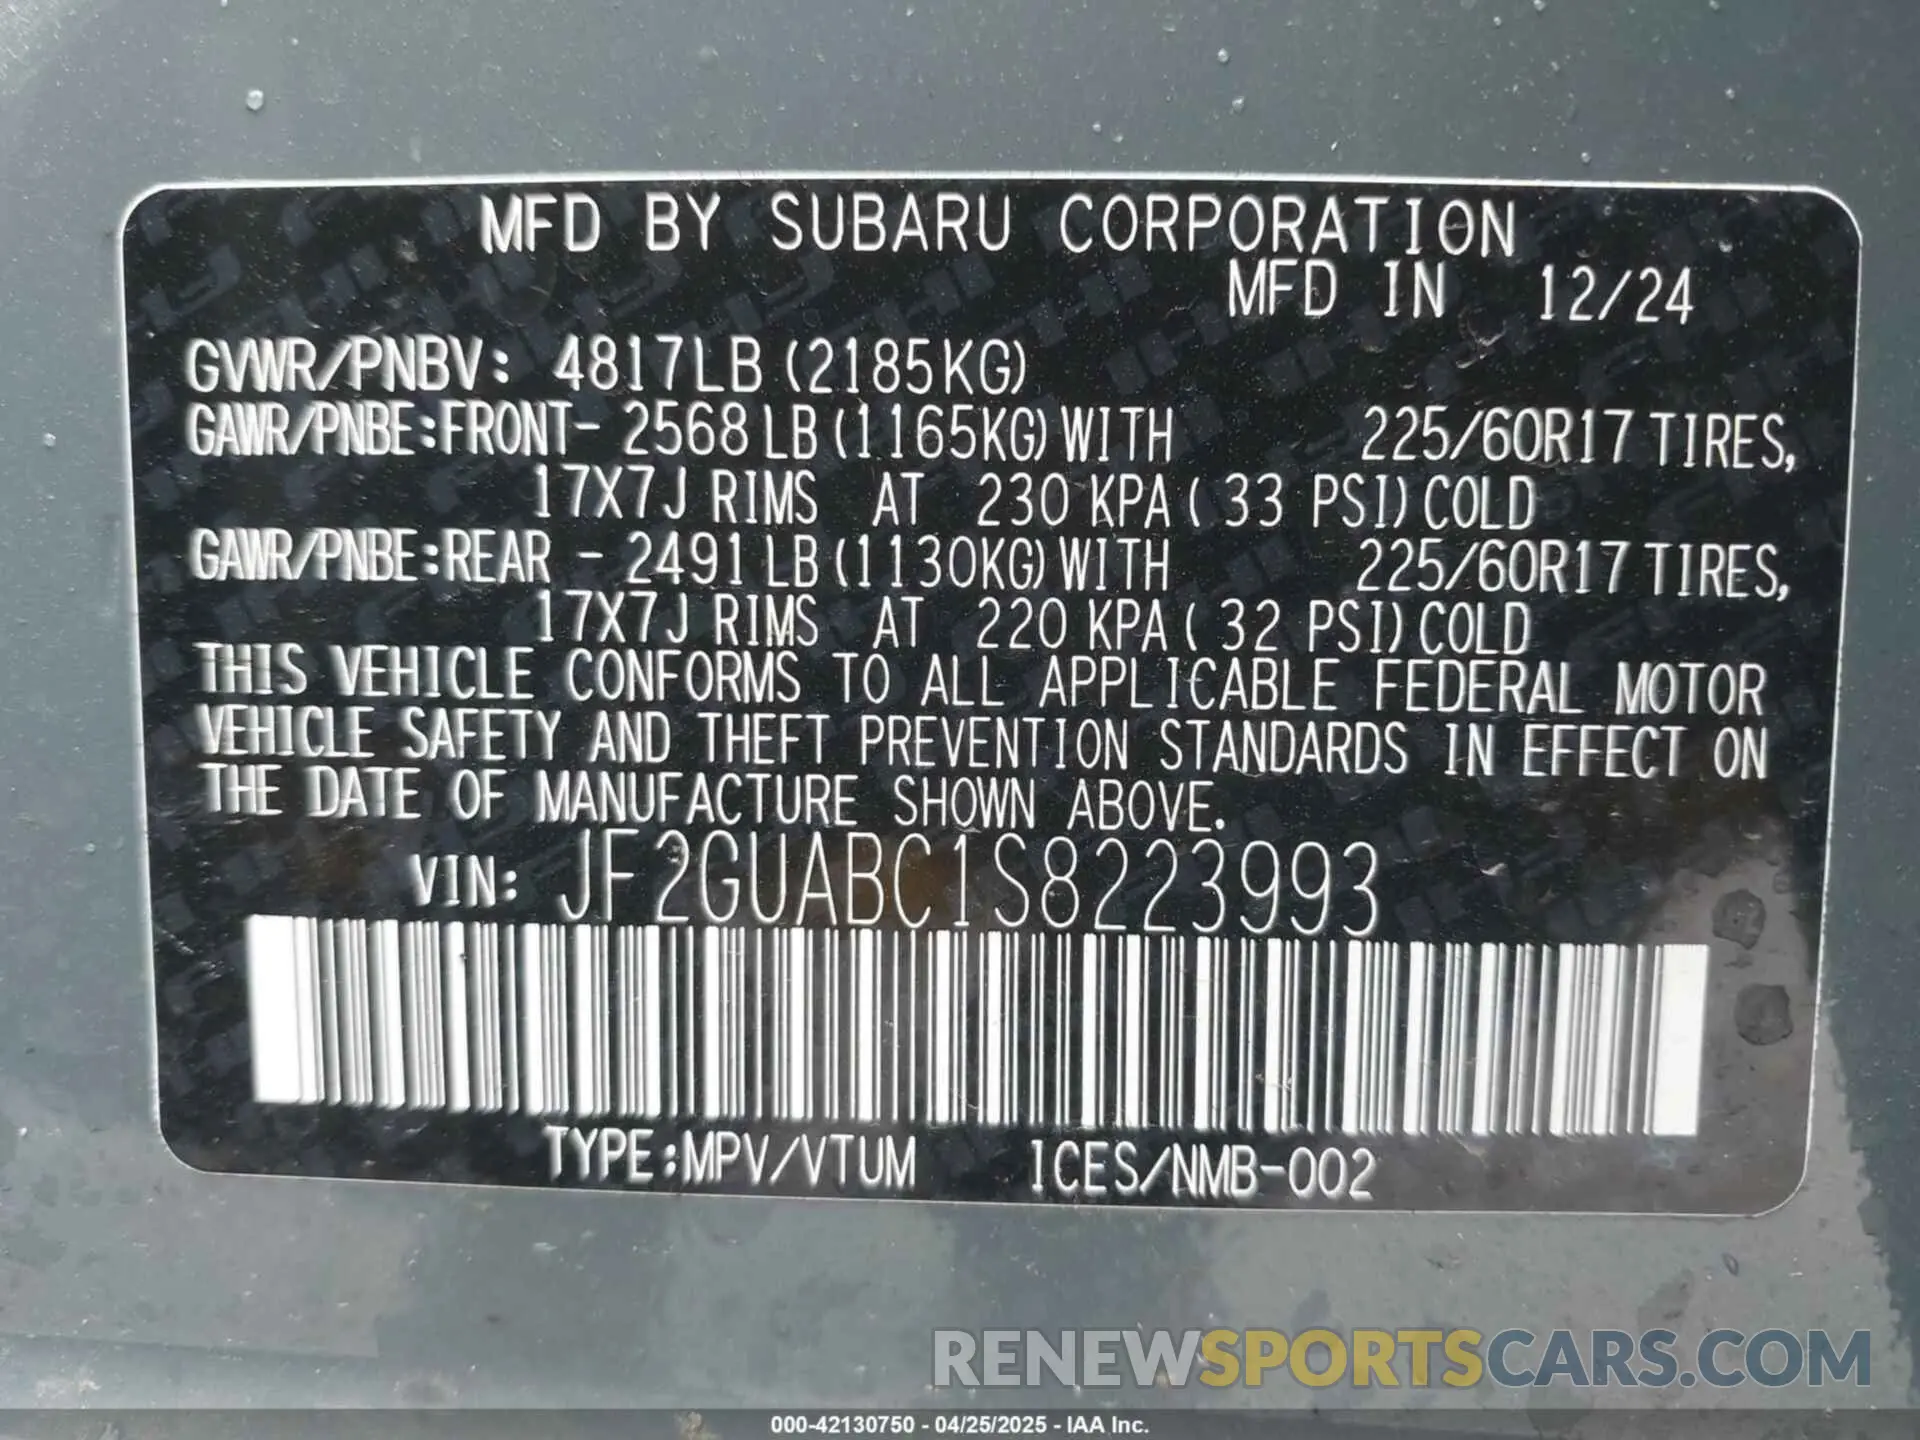 MFD BY SUBARU CORPORATION
MFD IN 12/24
GVWR/PNBV: 4817LB (2185KG)
GAWR/PNBE:FRONT- 2568LB (1165KG) WITH 225/60R17 TIRES,
17X7J RIMS AT 230 KPA ( 33 PSI) COLD
GAWR/PNBE:REAR - 2491LB (1130KG) WITH 225/60R17 TIRES,
17X7J RIMS AT 220 KPA ( 32 PSI) COLD
THIS VEHICLE CONFORMS TO ALL APPLICABLE FEDERAL MOTOR
VEHICLE SAFETY AND THEFT PREVENTION STANDARDS IN EFFECT ON
THE DATE OF MANUFACTURE SHOWN ABOVE.
VIN: JF2GUABC1S8223993
TYPE:MPV/VTUM ICES/NMB-002
RENEWSPORTSCARS.COM
000-42130750 - 04/25/2025 - IAA Inc.